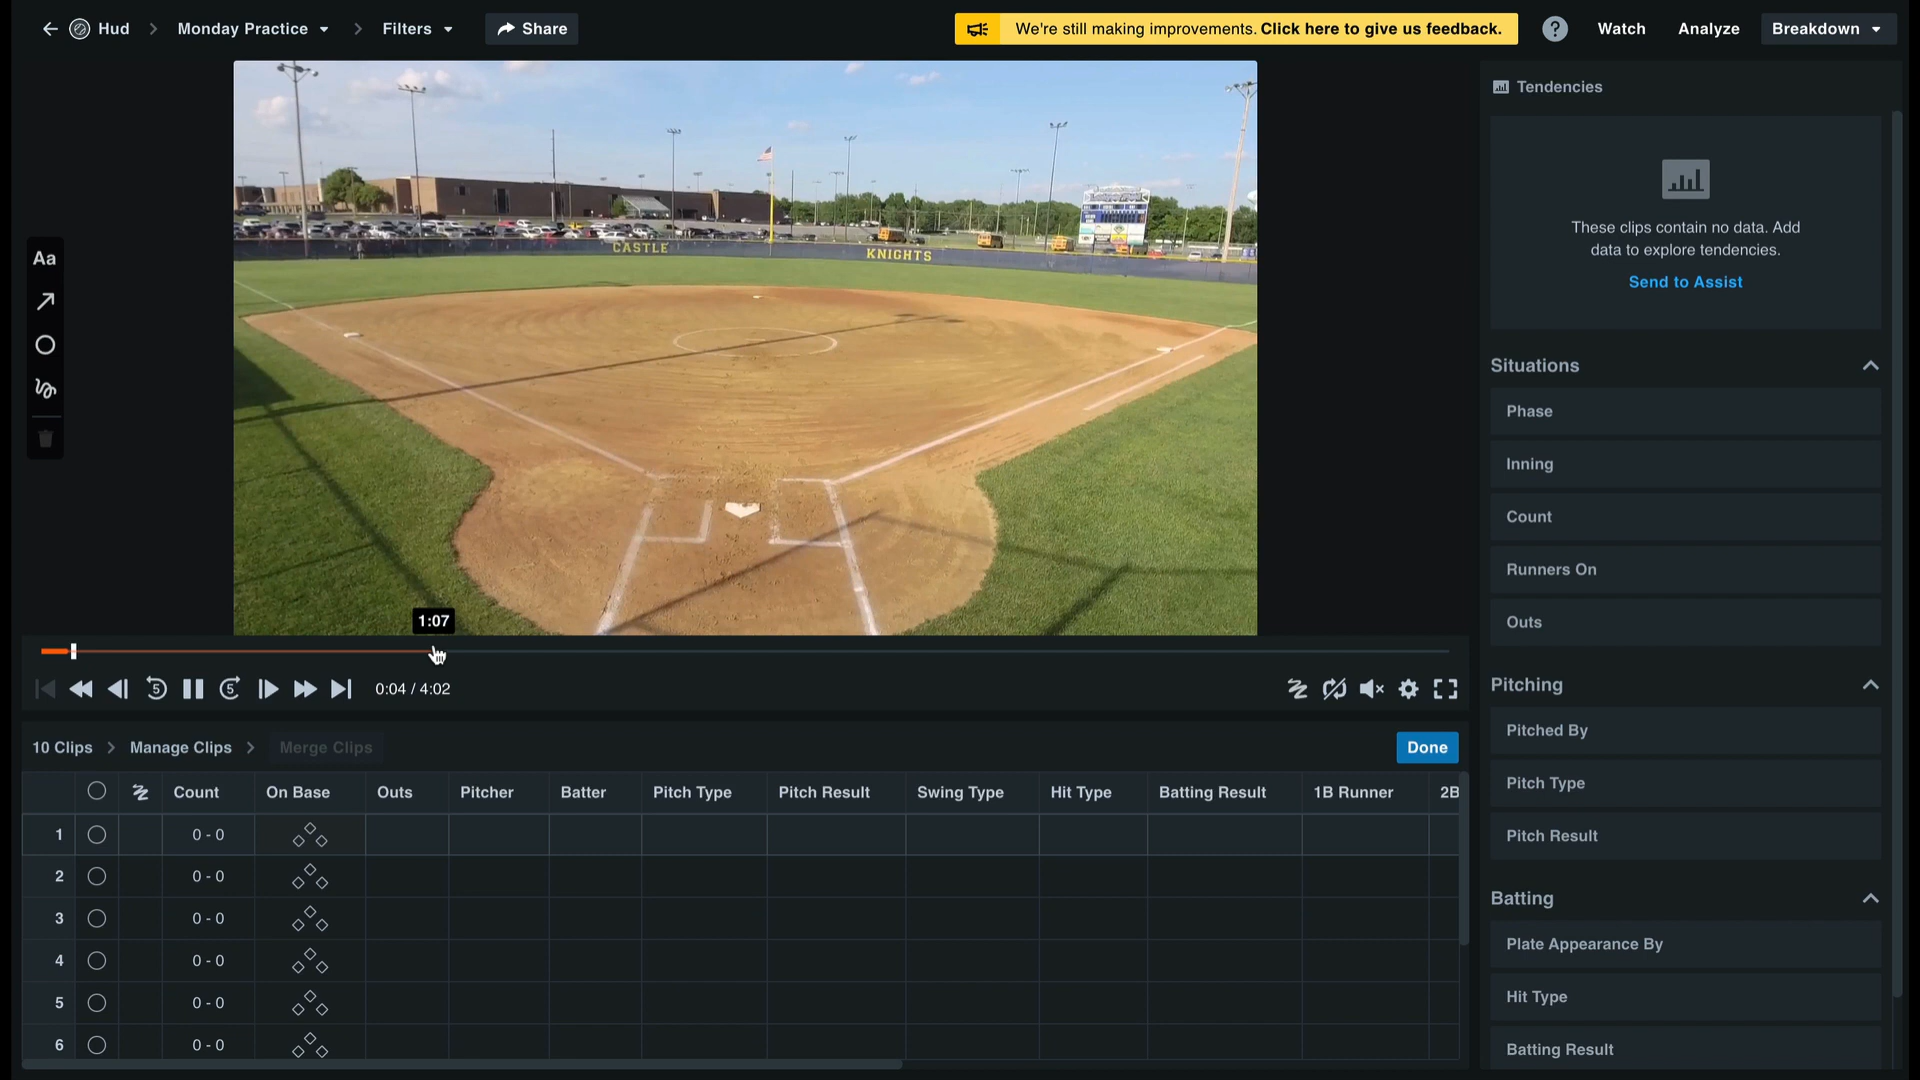 Hud
Monday Practice
Filters
Share
We're still making improvements. Click here to give us feedback.
?
Watch
Analyze
Breakdown
Tendencies
These clips contain no data. Add
data to explore tendencies.
Send to Assist
CASTLE
KNIGHTS
Aa
Situations
Phase
Inning
Count
Runners On
Outs
1:07
5
5
0:04 / 4:02
Pitching
Pitched By
Pitch Type
Pitch Result
Batting
Plate Appearance By
Hit Type
Batting Result
10 Clips
Manage Clips
Merge Clips
Done
Count On Base Outs Pitcher Batter Pitch Type Pitch Result Swing Type Hit Type Batting Result 1B Runner 2B
1 0 - 0
2 0 - 0
3 0 - 0
4 0 - 0
5 0 - 0
6 0 - 0